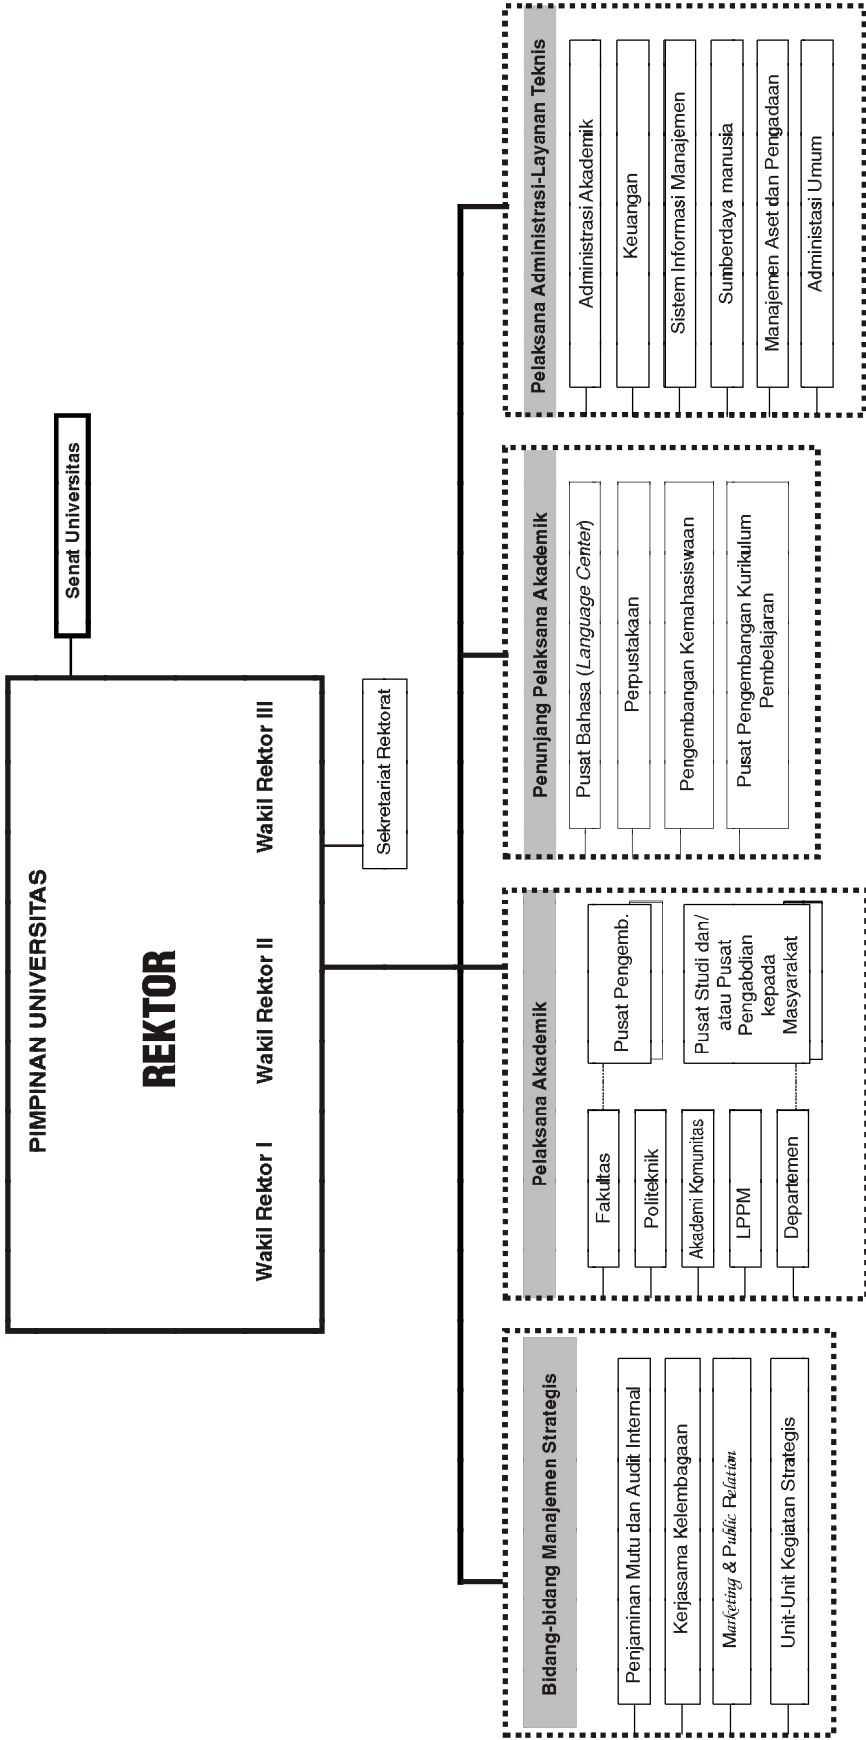 PIMPINAN UNIVERSITAS
REKTOR
Wakil Rektor I
Wakil Rektor II
Wakil Rektor III
Senat Universitas
Sekretariat Rektorat
Bidang-bidang Manajemen Strategis
Penjaminan Mutu dan Audit Internal
Kerjasama Kelembagaan
Marketing & Public Relation
Unit-Unit Kegiatan Strategis
Pelaksana Akademik
Fakultas
Politeknik
Akademi Komunitas
LPPM
Departemen
Pusat Pengemb.
Pusat Studi dan/
atau Pusat
Pengabdian
kepada
Masyarakat
Penunjang Pelaksana Akademik
Pusat Bahasa (Language Center)
Perpustakaan
Pengembangan Kemahasiswaan
Pusat Pengembangan Kurikulum
Pembelajaran
Pelaksana Administrasi-Layanan Teknis
Administrasi Akademik
Keuangan
Sistem Informasi Manajemen
Sumberdaya manusia
Manajemen Aset dan Pengadaan
Administasi Umum